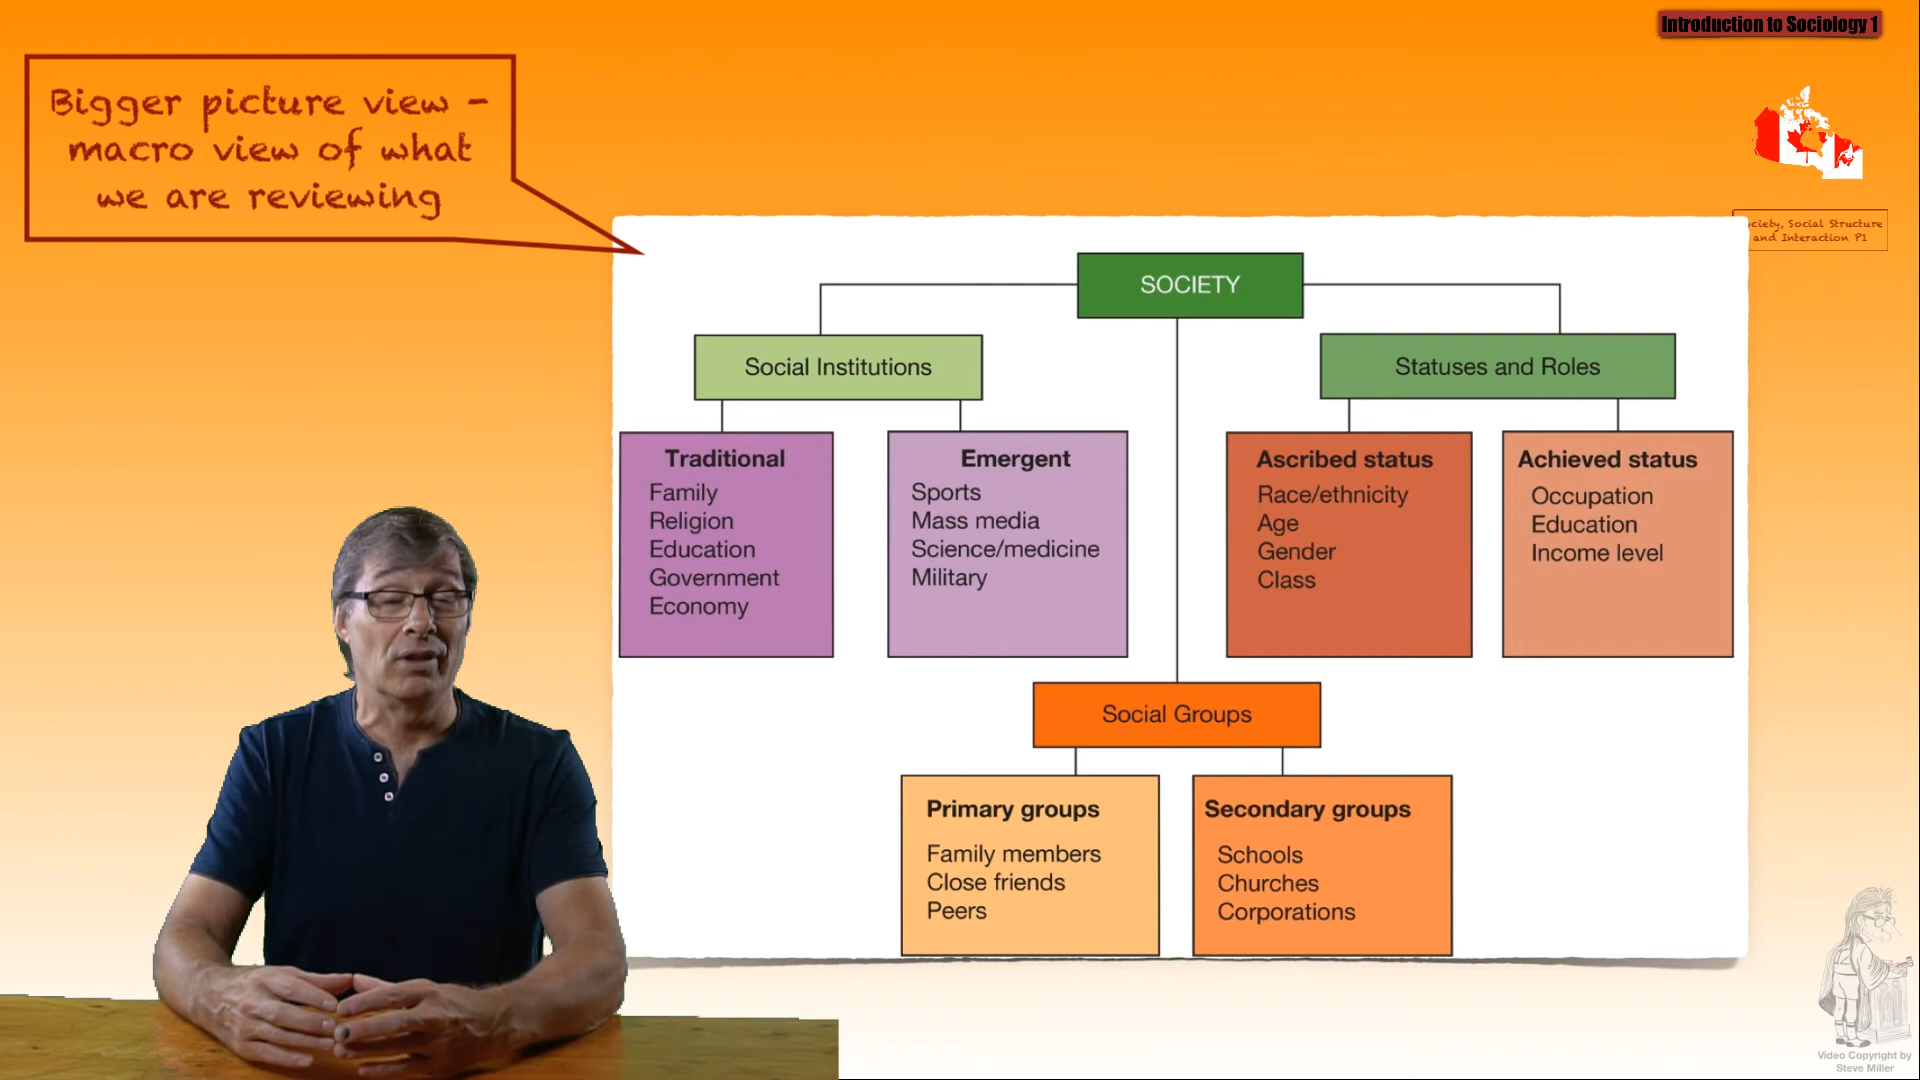 Introduction to Sociology 1
Bigger picture view -
macro view of what
we are reviewing
ciety, Social Structure
and Interaction P1
SOCIETY
Social Institutions
Statuses and Roles
Traditional
Family
Religion
Education
Government
Economy
Emergent
Sports
Mass media
Science/medicine
Military
Ascribed status
Race/ethnicity
Age
Gender
Class
Achieved status
Occupation
Education
Income level
Social Groups
Primary groups
Family members
Close friends
Peers
Secondary groups
Schools
Churches
Corporations
Video Copyright by
Steve Miller